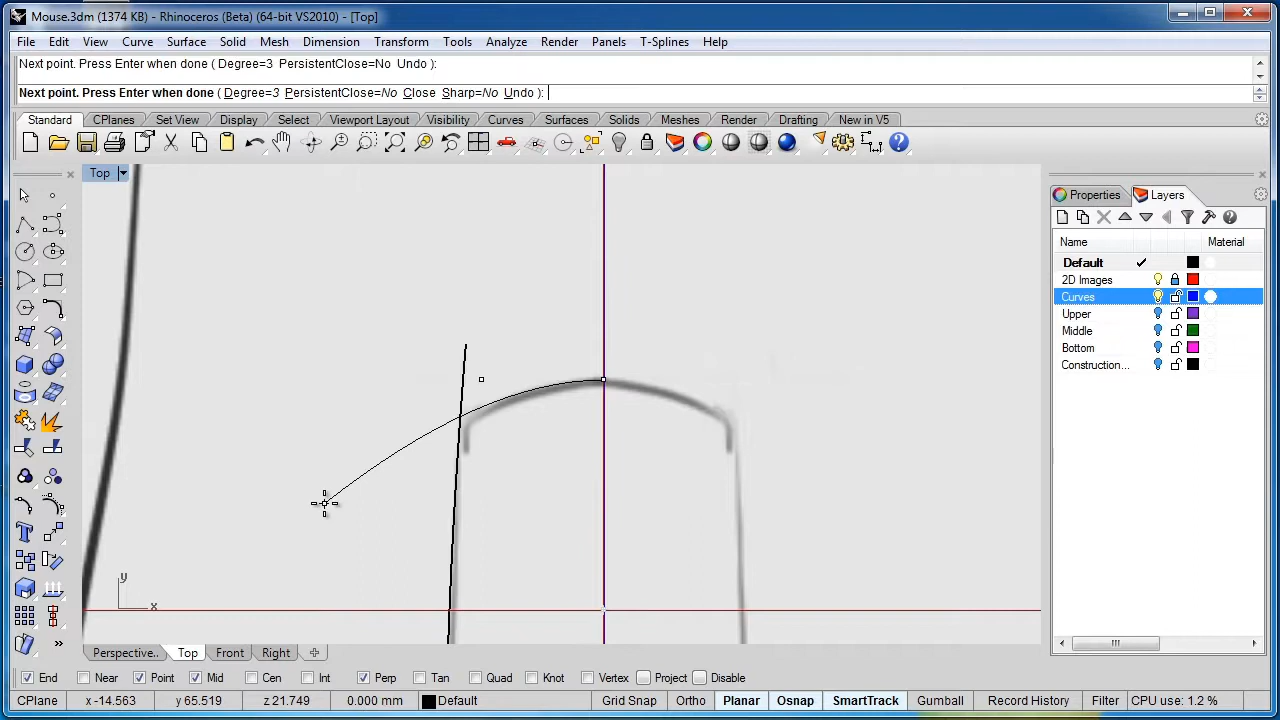 Mouse.3dm (1374 KB) - Rhinoceros (Beta) (64-bit VS2010) - [Top]
File Edit View Curve Surface Solid Mesh Dimension Transform Tools Analyze Render Panels T-Splines Help
Next point. Press Enter when done ( Degree=3 PersistentClose=No Undo ):
Next point. Press Enter when done ( Degree=3 PersistentClose=No Close Sharp=No Undo ):
Standard CPlanes Set View Display Select Viewport Layout Visibility Curves Surfaces Solids Meshes Render Drafting New in V5
Top
Properties Layers
Name Material
Default
2D Images
Curves
Upper
Middle
Bottom
Construction...
y
x
Perspective.. Top Front Right
End Near Point Mid Cen Int Perp Tan Quad Knot Vertex Project Disable
CPlane x -14.563 y 65.519 z 21.749 0.000 mm Default Grid Snap Ortho Planar Osnap SmartTrack Gumball Record History Filter CPU use: 1.2 %